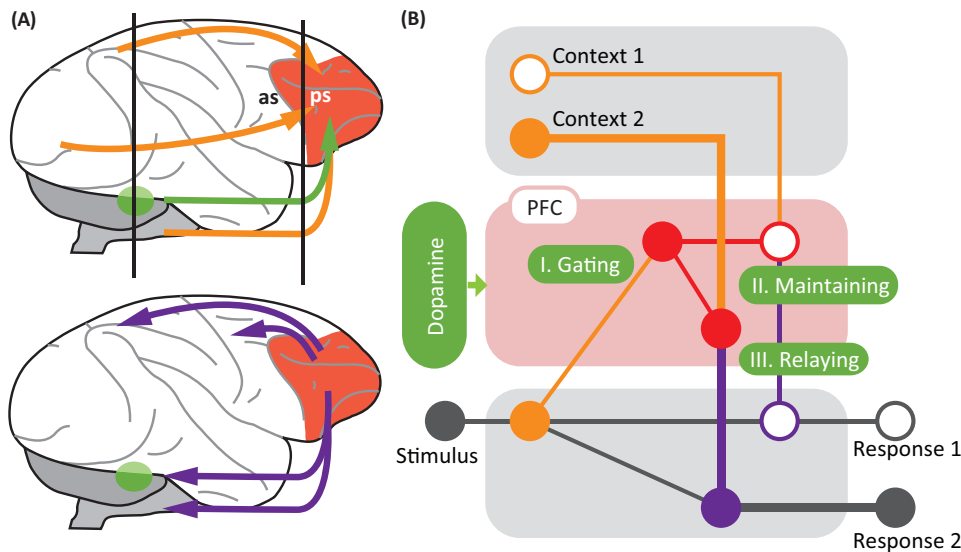 (A)
as
ps
(B)
Context 1
Context 2
PFC
Dopamine
I. Gating
II. Maintaining
III. Relaying
Stimulus
Response 1
Response 2